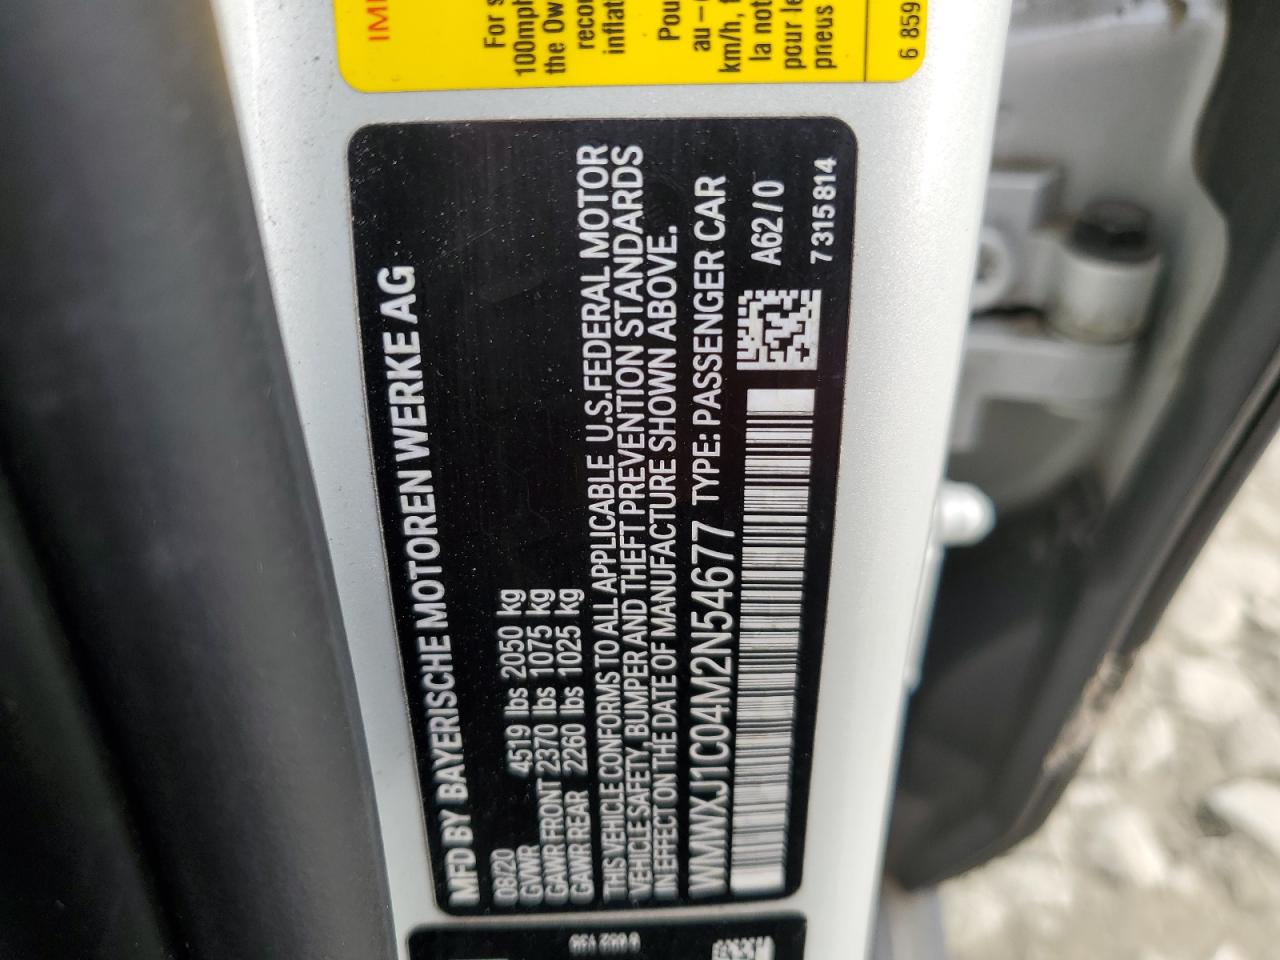 IM
For s
100mph
the Ow
reco
inflat
Pou
au-
km/h, f
la not
pour le
pneus
6 859
MFD BY BAYERISCHE MOTOREN WERKE AG
08/20
GVWR 4519 lbs 2050 kg
GAWR FRONT 2370 lbs 1075 kg
GAWR REAR 2260 lbs 1025 kg
THIS VEHICLE CONFORMS TO ALL APPLICABLE U.S.FEDERAL MOTOR
VEHICLE SAFETY, BUMPER AND THEFT PREVENTION STANDARDS
IN EFFECT ON THE DATE OF MANUFACTURE SHOWN ABOVE.
WMWXJ1C04M2N54677 TYPE: PASSENGER CAR
A62/0
7 315 814